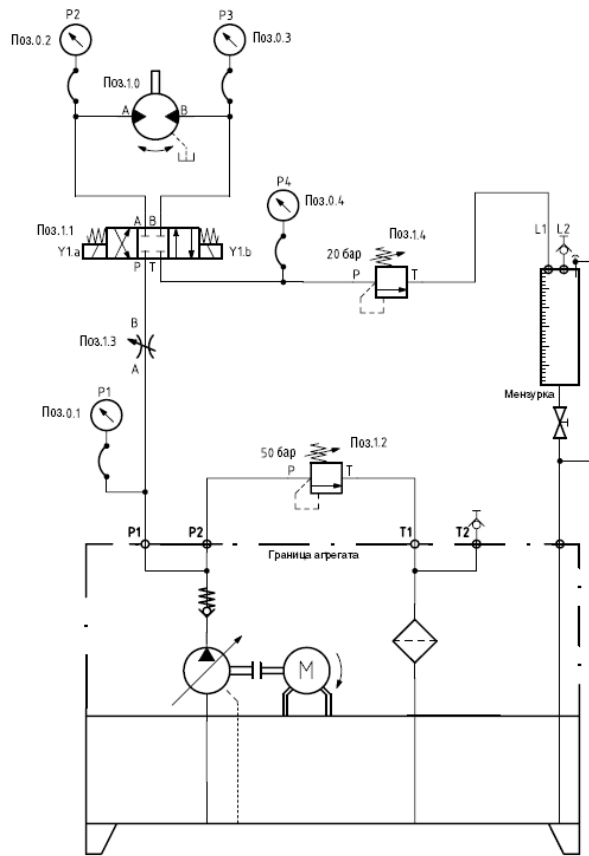 P2
P3
Поз.0.2
Поз.0.3
Поз.1.0
A
B
P4
Поз.0.4
Поз.1.1
A B
Y1.a
Y1.b
P T
Поз.1.4
20 бар
P
T
L1
L2
B
Поз.1.3
A
Мензурка
P1
Поз.0.1
Поз.1.2
50 бар
P
T
P1
P2
T1
T2
Граница агрегата
M